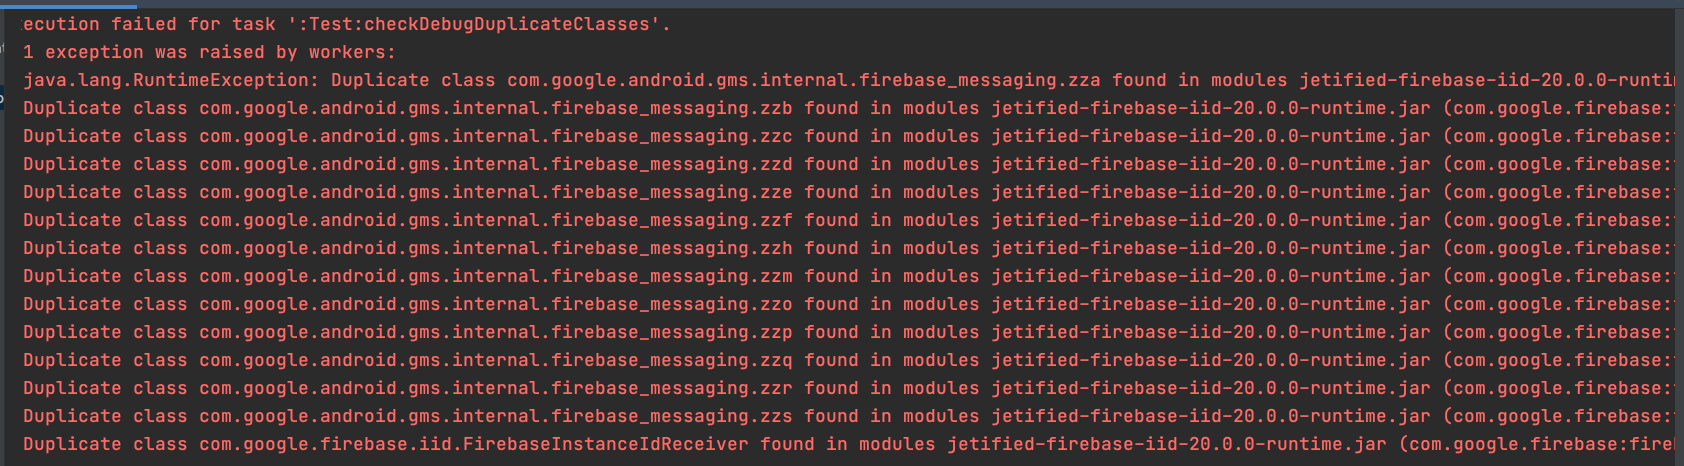 ecution failed for task ':Test:checkDebugDuplicateClasses'.
1 exception was raised by workers:
java.lang.RuntimeException: Duplicate class com.google.android.gms.internal.firebase_messaging.zza found in modules jetified-firebase-iid-20.0.0-runti
Duplicate class com.google.android.gms.internal.firebase_messaging.zzb found in modules jetified-firebase-iid-20.0.0-runtime.jar (com.google.firebase:
Duplicate class com.google.android.gms.internal.firebase_messaging.zzc found in modules jetified-firebase-iid-20.0.0-runtime.jar (com.google.firebase:
Duplicate class com.google.android.gms.internal.firebase_messaging.zzd found in modules jetified-firebase-iid-20.0.0-runtime.jar (com.google.firebase:
Duplicate class com.google.android.gms.internal.firebase_messaging.zze found in modules jetified-firebase-iid-20.0.0-runtime.jar (com.google.firebase:
Duplicate class com.google.android.gms.internal.firebase_messaging.zzf found in modules jetified-firebase-iid-20.0.0-runtime.jar (com.google.firebase:
Duplicate class com.google.android.gms.internal.firebase_messaging.zzh found in modules jetified-firebase-iid-20.0.0-runtime.jar (com.google.firebase:
Duplicate class com.google.android.gms.internal.firebase_messaging.zzm found in modules jetified-firebase-iid-20.0.0-runtime.jar (com.google.firebase:
Duplicate class com.google.android.gms.internal.firebase_messaging.zzo found in modules jetified-firebase-iid-20.0.0-runtime.jar (com.google.firebase:
Duplicate class com.google.android.gms.internal.firebase_messaging.zzp found in modules jetified-firebase-iid-20.0.0-runtime.jar (com.google.firebase:
Duplicate class com.google.android.gms.internal.firebase_messaging.zzq found in modules jetified-firebase-iid-20.0.0-runtime.jar (com.google.firebase:
Duplicate class com.google.android.gms.internal.firebase_messaging.zzr found in modules jetified-firebase-iid-20.0.0-runtime.jar (com.google.firebase:
Duplicate class com.google.android.gms.internal.firebase_messaging.zzs found in modules jetified-firebase-iid-20.0.0-runtime.jar (com.google.firebase:
Duplicate class com.google.firebase.iid.FirebaseInstanceIdReceiver found in modules jetified-firebase-iid-20.0.0-runtime.jar (com.google.firebase:fire